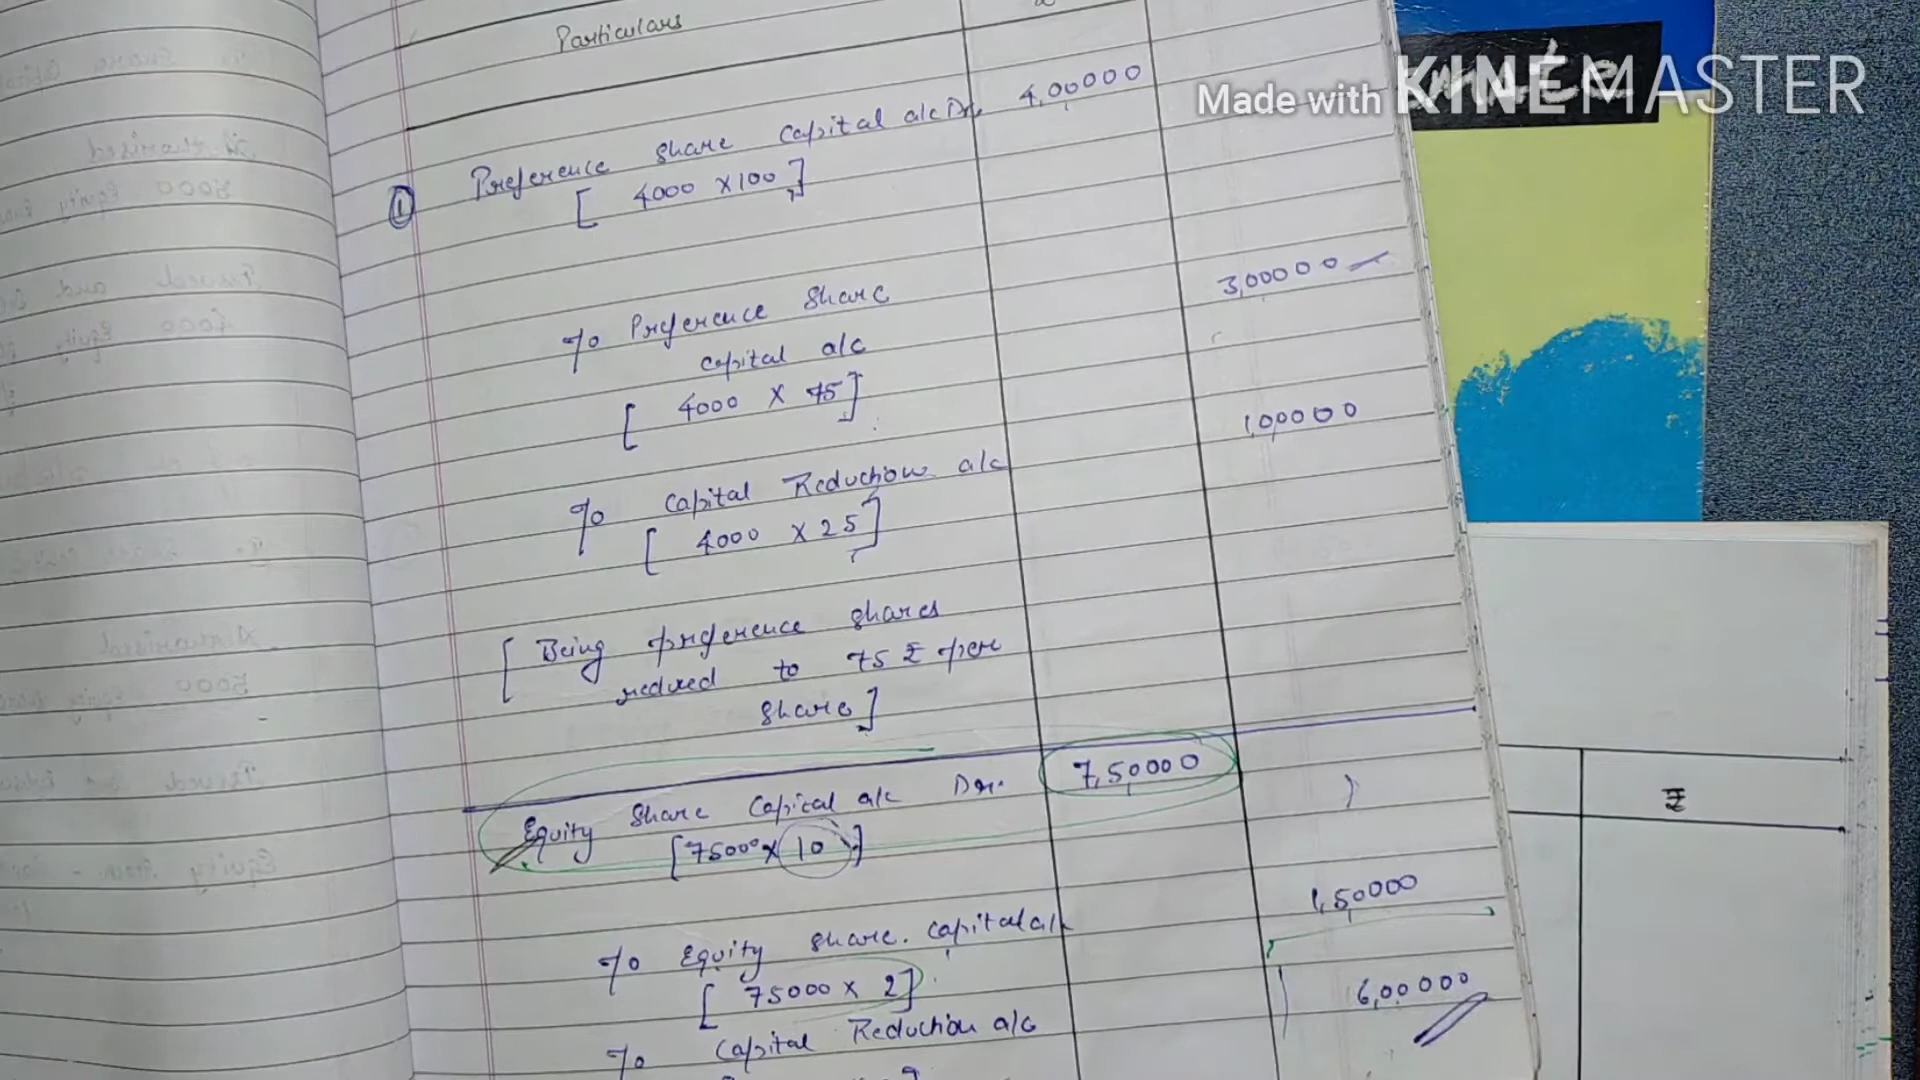 Particulars
Made with KINEMASTER
Preference share capital a/c Dr. 4,00000
① [ 4000 X 100 ]
To Preference share 3,00000
capital a/c
[ 4000 X 75 ]
To Capital Reduction a/c 1,00000
[ 4000 X 25 ]
[ Being preference shares
reduced to 75 ₹ per
share ]
Equity share capital a/c Dr. 7,50000
[ 75000 X 10 ]
To Equity share capital a/c 1,50000
[ 75000 X 2 ]
To Capital Reduction a/c 6,00000
₹